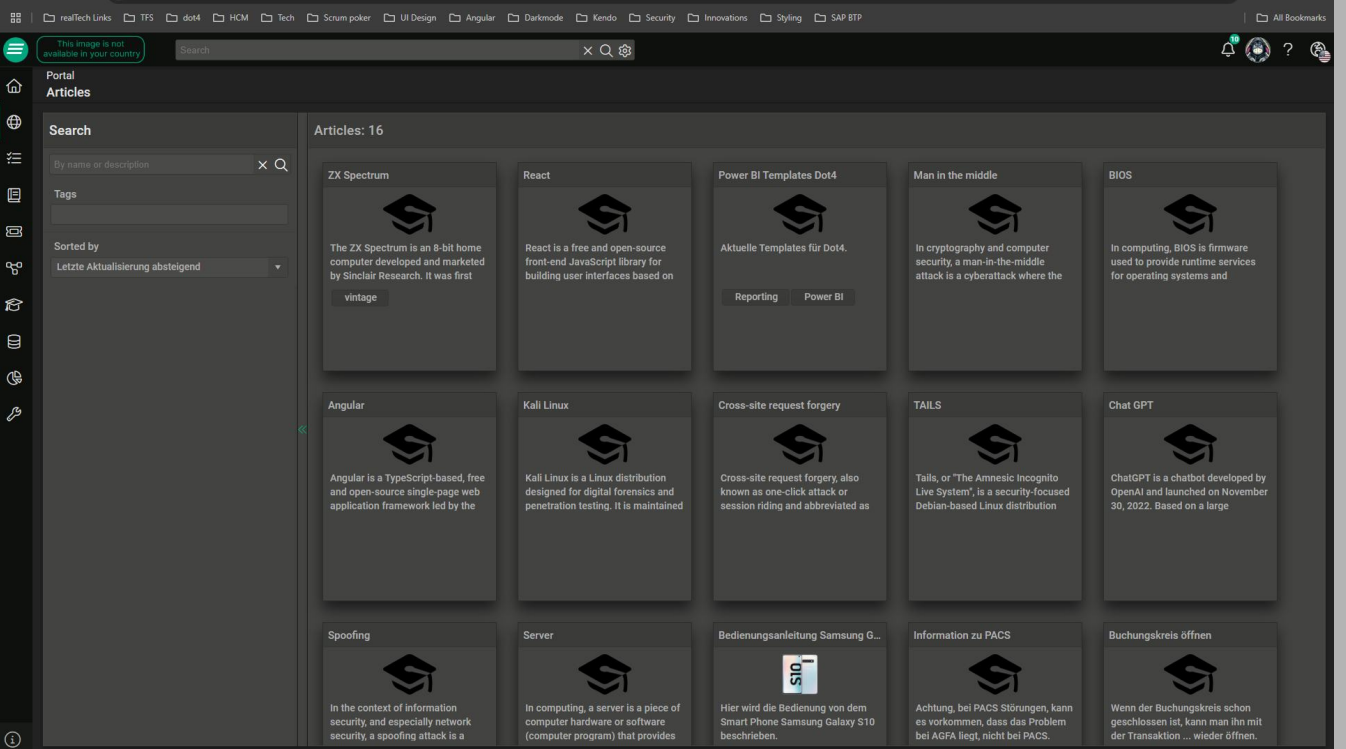 realTech Links TFS dot4 HCM Tech Scrum poker UI Design Angular Darkmode Kendo Security Innovations Styling SAP BTP All Bookmarks
This image is not
available in your country
Search
10
?
Portal
Articles
Search
By name or description
Tags
Sorted by
Letzte Aktualisierung absteigend
Articles: 16
ZX Spectrum
The ZX Spectrum is an 8-bit home
computer developed and marketed
by Sinclair Research. It was first
vintage
React
React is a free and open-source
front-end JavaScript library for
building user interfaces based on
Power BI Templates Dot4
Aktuelle Templates für Dot4.
Reporting Power BI
Man in the middle
In cryptography and computer
security, a man-in-the-middle
attack is a cyberattack where the
BIOS
In computing, BIOS is firmware
used to provide runtime services
for operating systems and
Angular
Angular is a TypeScript-based, free
and open-source single-page web
application framework led by the
Kali Linux
Kali Linux is a Linux distribution
designed for digital forensics and
penetration testing. It is maintained
Cross-site request forgery
Cross-site request forgery, also
known as one-click attack or
session riding and abbreviated as
TAILS
Tails, or "The Amnesic Incognito
Live System", is a security-focused
Debian-based Linux distribution
Chat GPT
ChatGPT is a chatbot developed by
OpenAI and launched on November
30, 2022. Based on a large
Spoofing
In the context of information
security, and especially network
security, a spoofing attack is a
Server
In computing, a server is a piece of
computer hardware or software
(computer program) that provides
Bedienungsanleitung Samsung G...
S10
Hier wird die Bedienung von dem
Smart Phone Samsung Galaxy S10
beschrieben.
Information zu PACS
Achtung, bei PACS Störungen, kann
es vorkommen, dass das Problem
bei AGFA liegt, nicht bei PACS.
Buchungskreis öffnen
Wenn der Buchungskreis schon
geschlossen ist, kann man ihn mit
der Transaktion ... wieder öffnen.